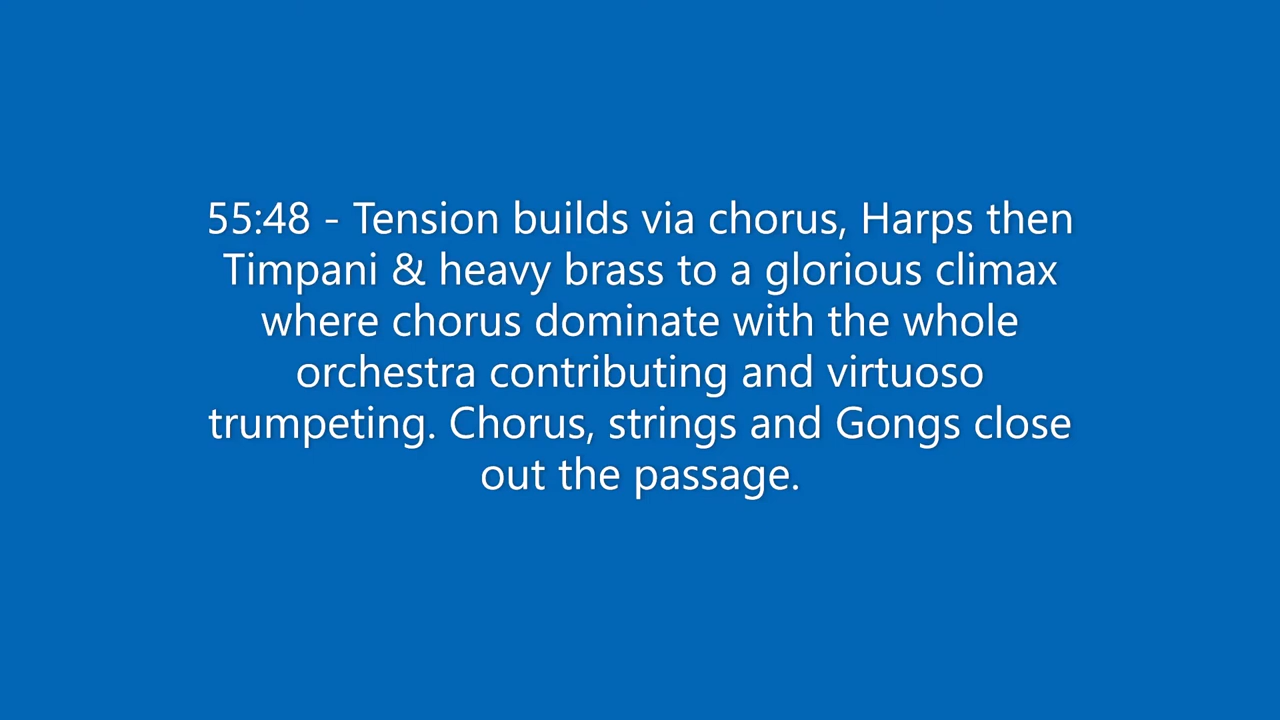 55:48 - Tension builds via chorus, Harps then
Timpani & heavy brass to a glorious climax
where chorus dominate with the whole
orchestra contributing and virtuoso
trumpeting. Chorus, strings and Gongs close
out the passage.